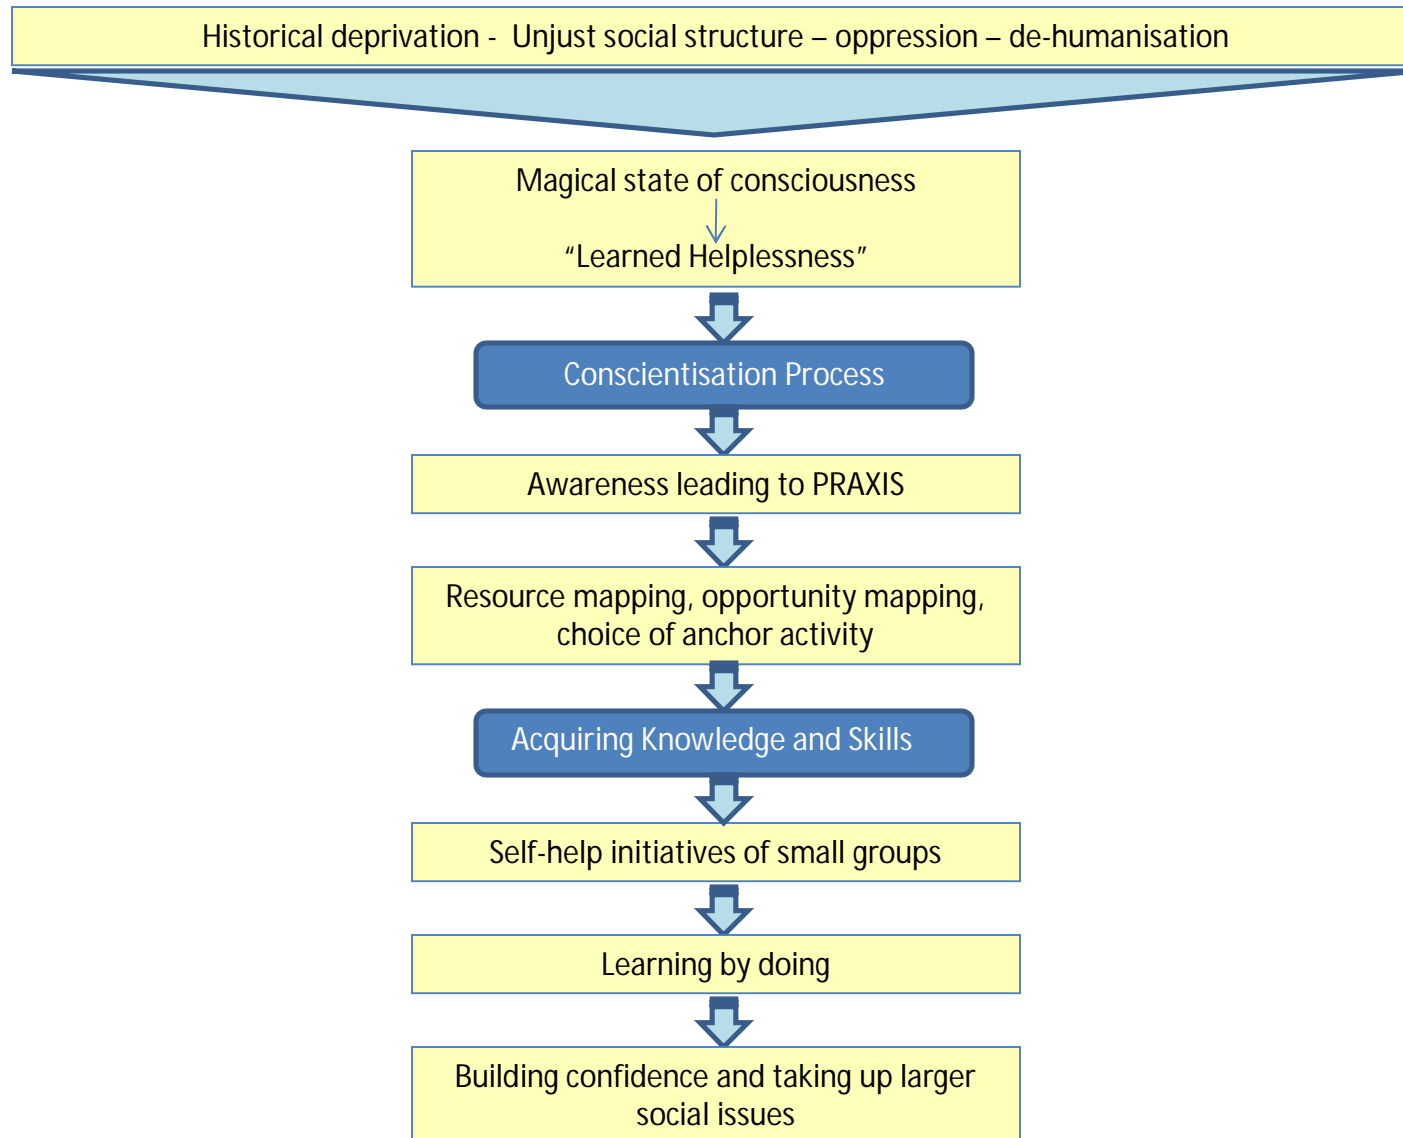 Historical deprivation -  Unjust social structure – oppression – de-humanisation
Magical state of consciousness
“Learned Helplessness”
Conscientisation Process
Awareness leading to PRAXIS
Resource mapping, opportunity mapping,
choice of anchor activity
Acquiring Knowledge and Skills
Self-help initiatives of small groups
Learning by doing
Building confidence and taking up larger
social issues